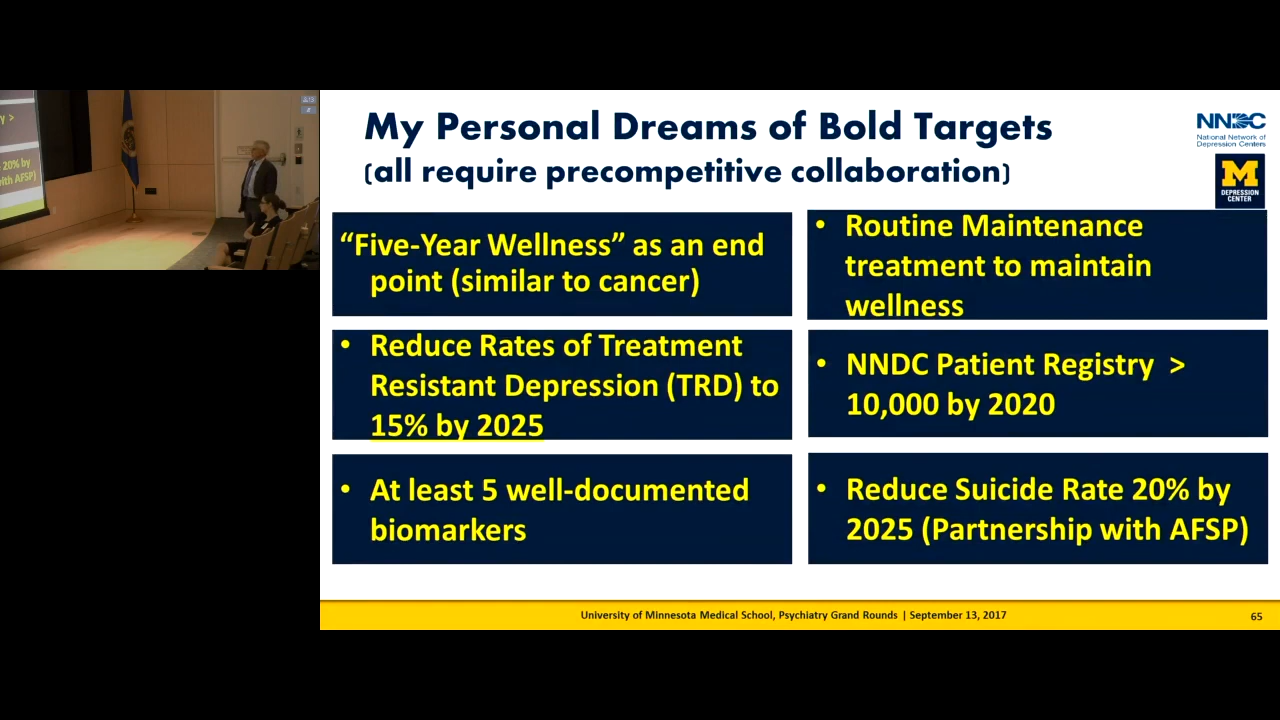 My Personal Dreams of Bold Targets
(all require precompetitive collaboration)
NNDC
National Network of
Depression Centers
M
DEPRESSION
CENTER
“Five-Year Wellness” as an end
point (similar to cancer)
• Routine Maintenance
treatment to maintain
wellness
• Reduce Rates of Treatment
Resistant Depression (TRD) to
15% by 2025
• NNDC Patient Registry >
10,000 by 2020
• At least 5 well-documented
biomarkers
• Reduce Suicide Rate 20% by
2025 (Partnership with AFSP)
University of Minnesota Medical School, Psychiatry Grand Rounds | September 13, 2017
65
y >
20% by
ith AFSP)